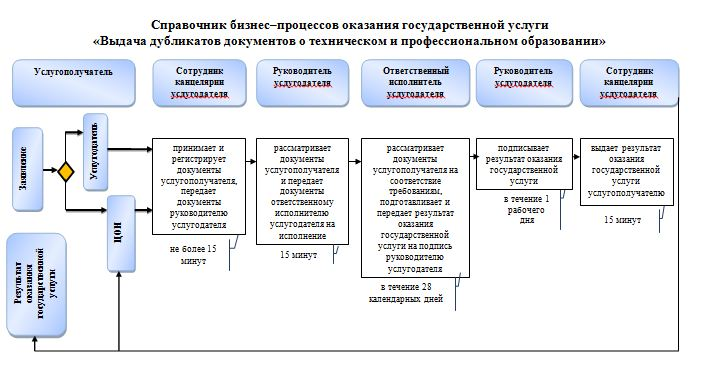 Справочник бизнес–процессов оказания государственной услуги
«Выдача дубликатов документов о техническом и профессиональном образовании»
Услугополучатель
Сотрудник
канцелярии
услугодателя
Руководитель
услугодателя
Ответственный
исполнитель
услугодателя
Руководитель
услугодателя
Сотрудник
канцелярии
услугодателя
Заявление
Услугодатель
ЦОН
Результат
оказания
государственной
услуги
принимает и
регистрирует
документы
услугополучателя,
передает
документы
руководителю
услугодателя
не более 15
минут
рассматривает
документы
услугополучателя
и передает
документы
ответственному
исполнителю
услугодателя на
исполнение
15 минут
рассматривает
документы
услугополучателя на
соответствие
требованиям,
подготавливает и
передает результат
оказания
государственной
услуги на подпись
руководителю
услугодателя
в течение 28
календарных дней
подписывает
результат оказания
государственной
услуги
в течение 1
рабочего
дня
выдает результат
оказания
государственной
услуги
услугополучателю
15 минут